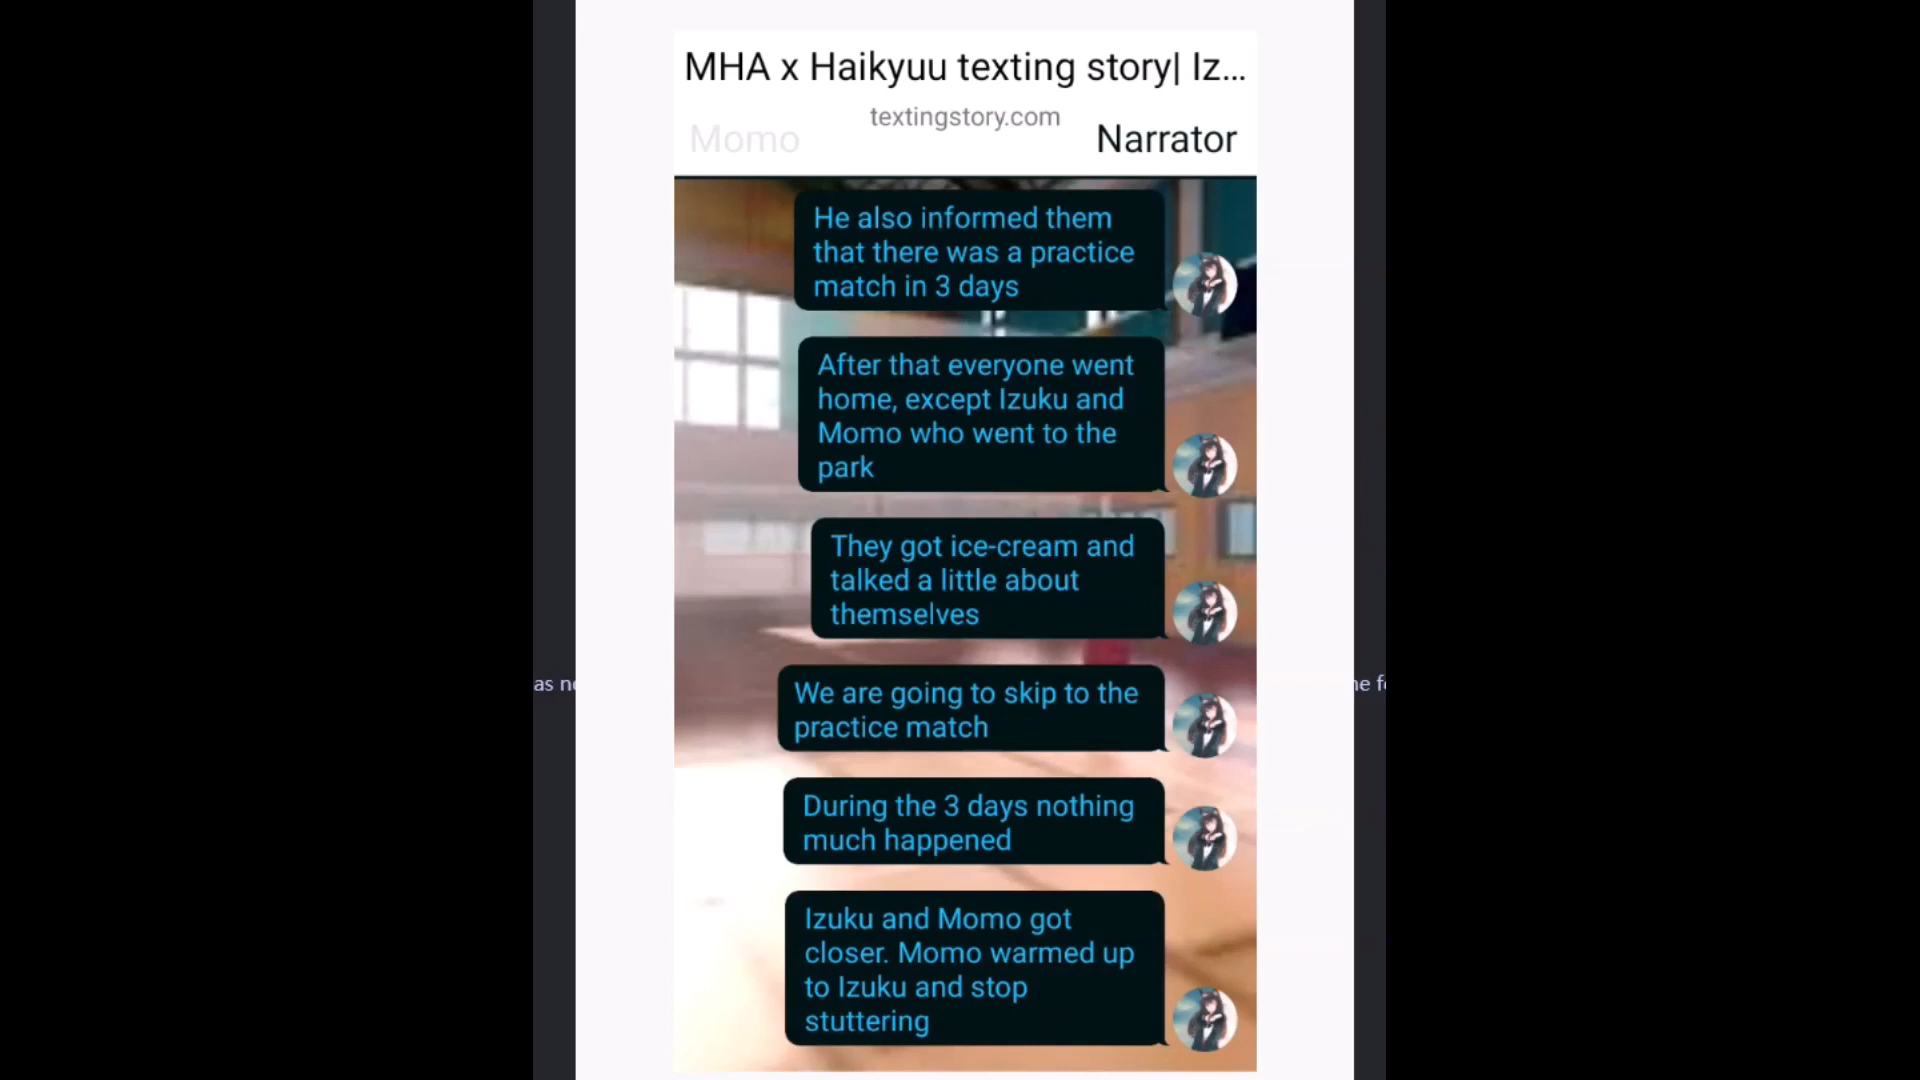 MHA x Haikyuu texting story| Iz...
textingstory.com
Momo
Narrator
He also informed them
that there was a practice
match in 3 days
After that everyone went
home, except Izuku and
Momo who went to the
park
They got ice-cream and
talked a little about
themselves
as
We are going to skip to the
practice match
During the 3 days nothing
much happened
Izuku and Momo got
closer. Momo warmed up
to Izuku and stop
stuttering